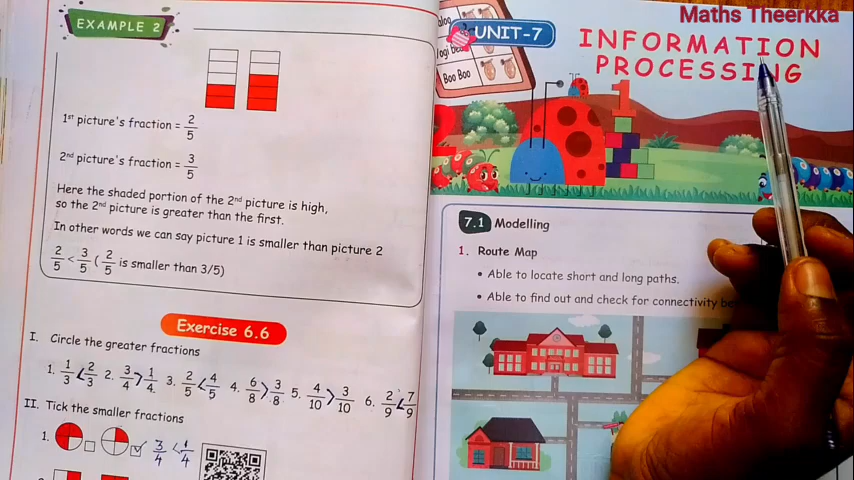 EXAMPLE 2
1st picture's fraction = 2/5
2nd picture's fraction = 3/5
Here the shaded portion of the 2nd picture is high,
so the 2nd picture is greater than the first.
In other words we can say picture 1 is smaller than picture 2
2/5 < 3/5 ( 2/5 is smaller than 3/5)
Exercise 6.6
I. Circle the greater fractions
1. 1/3 < 2/3 2. 3/4 > 1/4 3. 2/5 < 4/5 4. 6/8 > 3/8 5. 4/10 > 3/10 6. 2/9 < 7/9
II. Tick the smaller fractions
1. 3/4 < 1/4
Maths Theerkka
Boo Boo
UNIT-7
INFORMATION
PROCESSING
7.1 Modelling
1. Route Map
• Able to locate short and long paths.
• Able to find out and check for connectivity